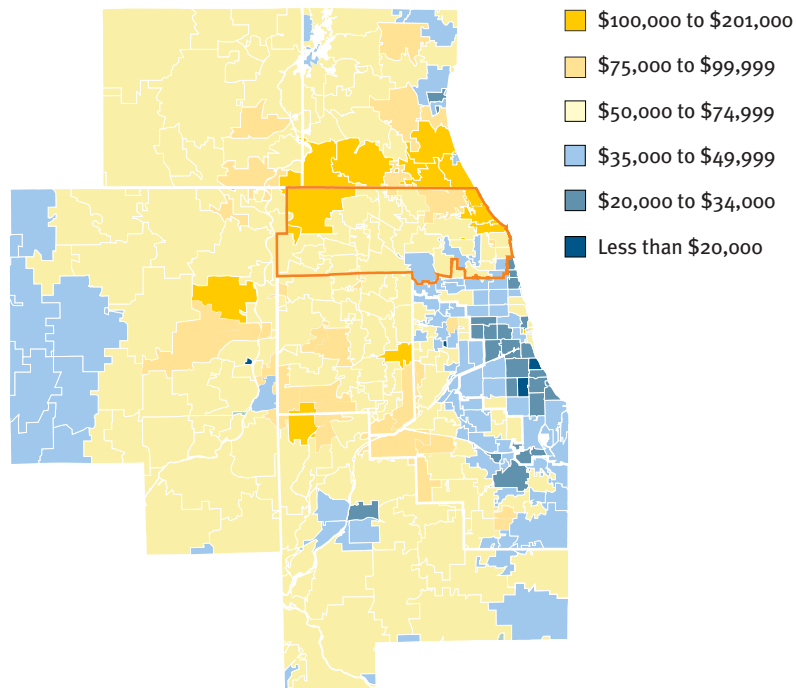 $100,000 to $201,000
$75,000 to $99,999
$50,000 to $74,999
$35,000 to $49,999
$20,000 to $34,000
Less than $20,000